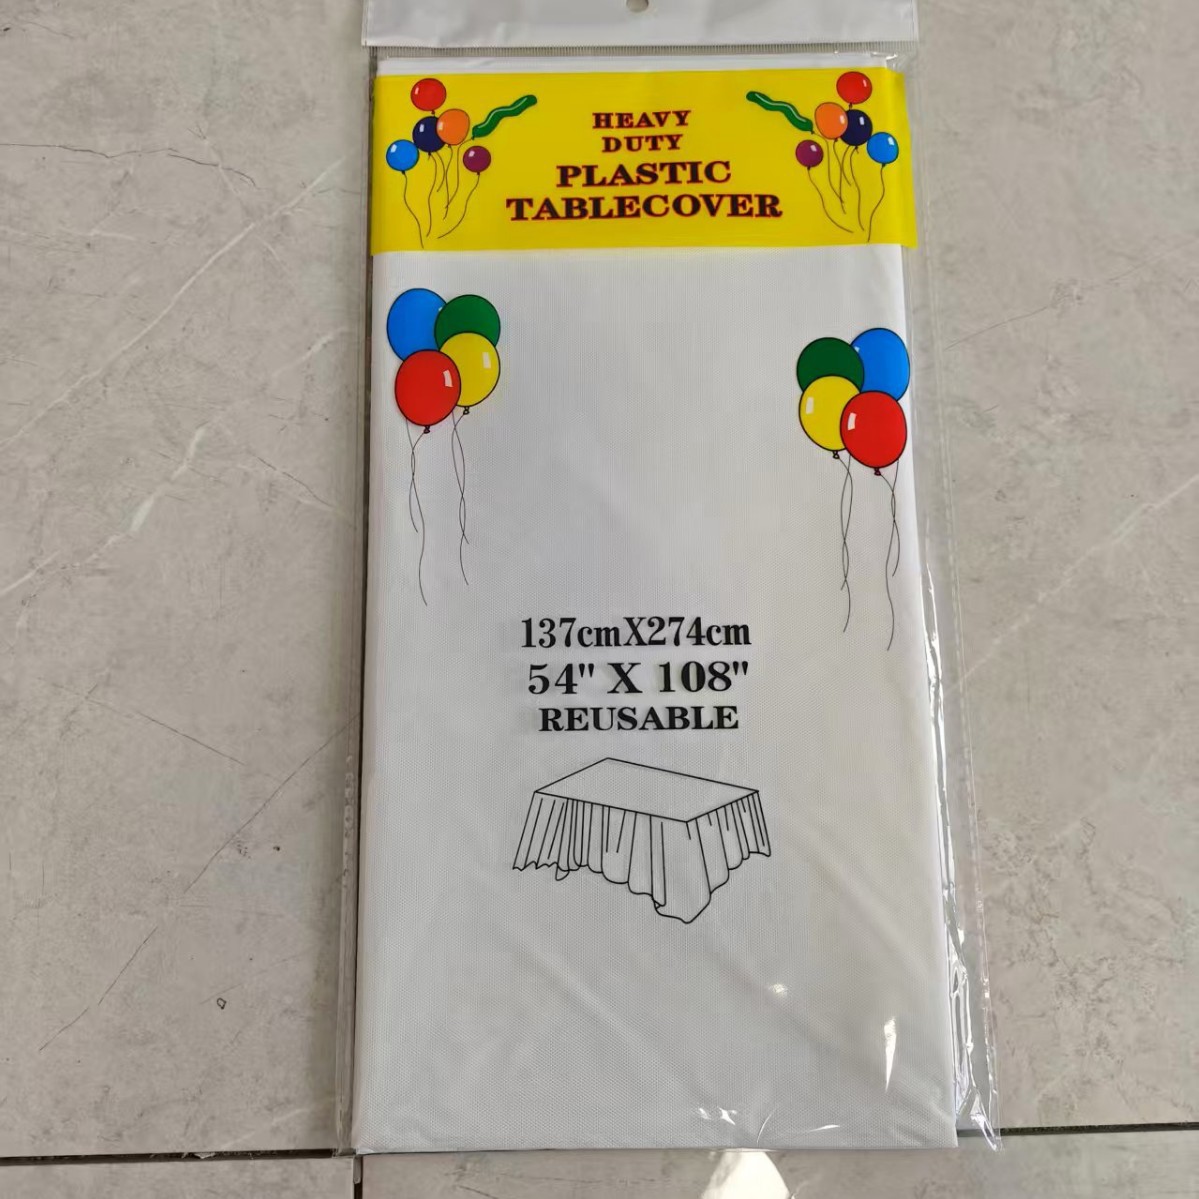 HEAVY
DUTY
PLASTIC
TABLECOVER
137cmX274cm
54" X 108"
REUSABLE